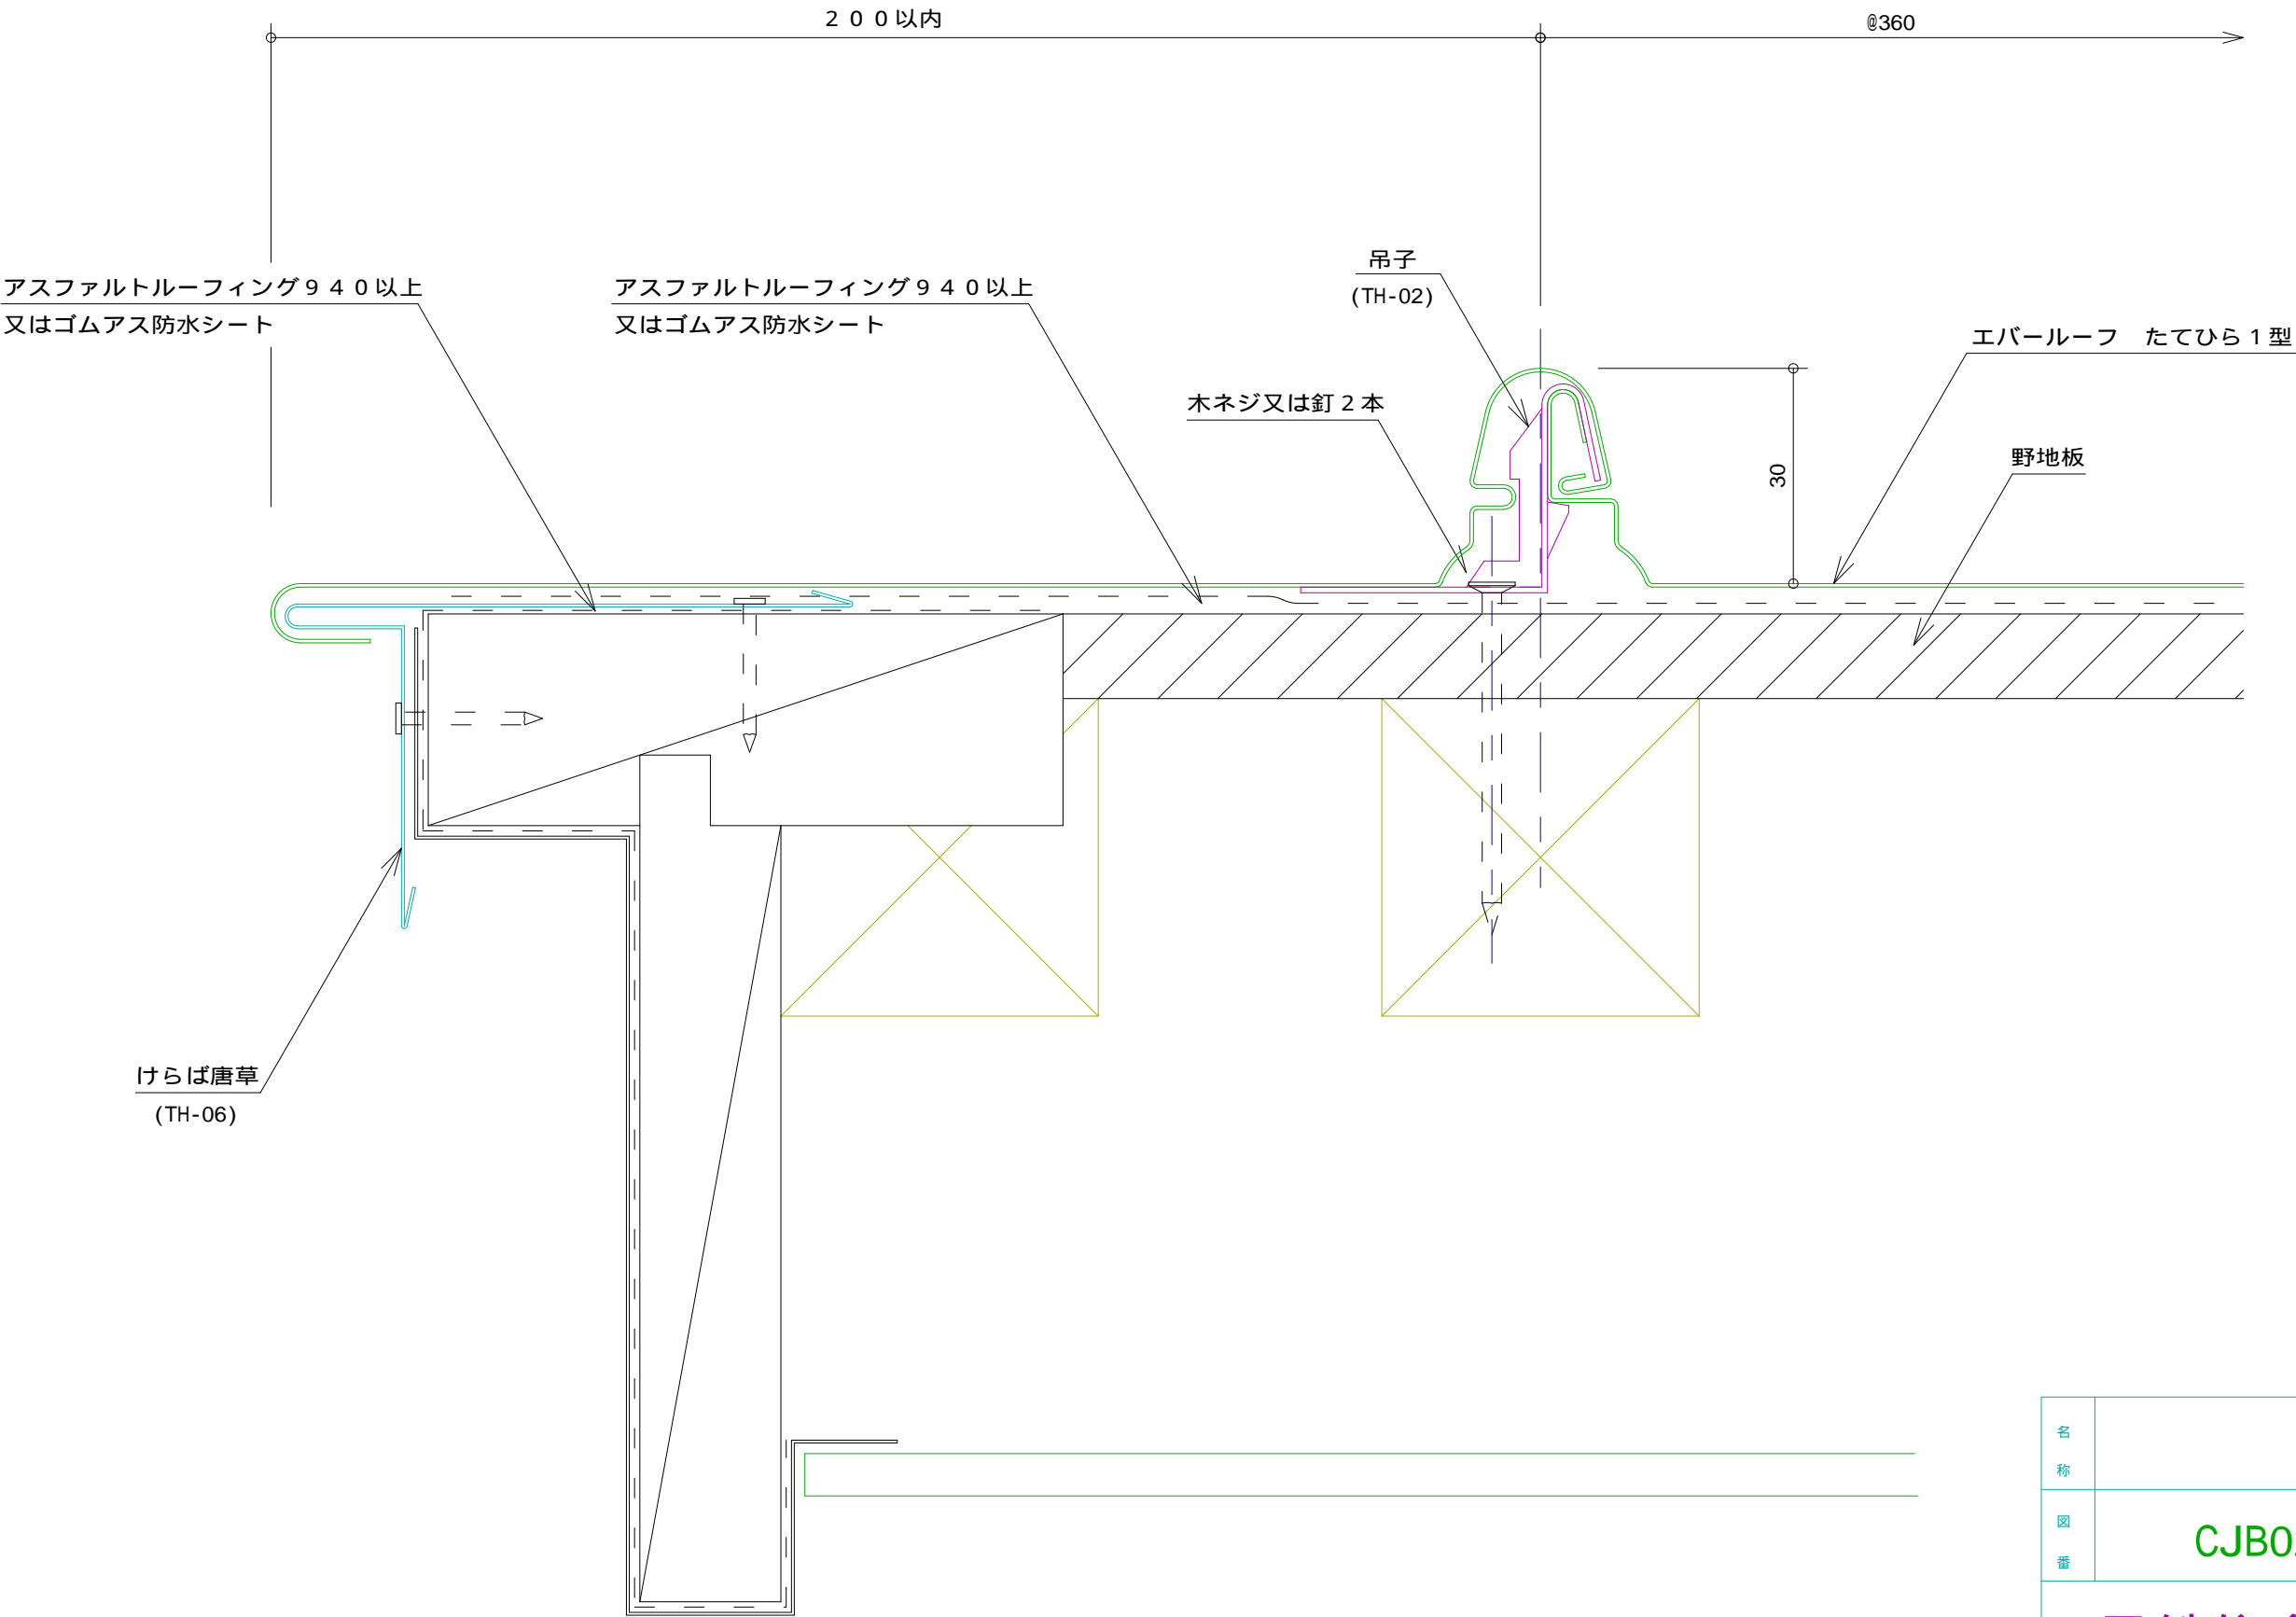 ２００以内
@360
吊子
(TH-02)
アスファルトルーフィング９４０以上
又はゴムアス防水シート
アスファルトルーフィング９４０以上
又はゴムアス防水シート
エバールーフ　たてひら１型
木ネジ又は釘２本
野地板
30
けらば唐草
(TH-06)
名称
図番